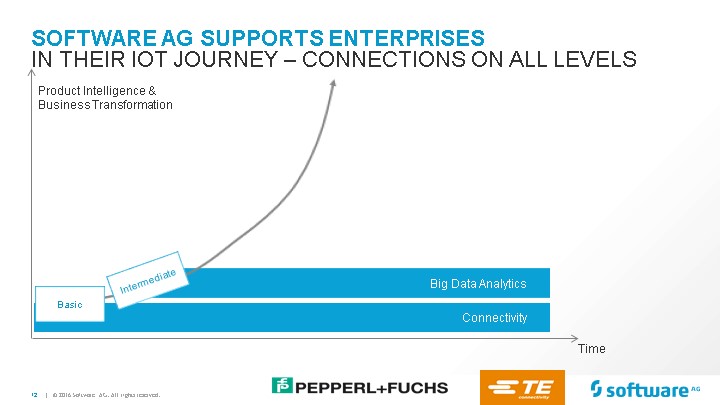 SOFTWARE AG SUPPORTS ENTERPRISES
IN THEIR IOT JOURNEY – CONNECTIONS ON ALL LEVELS
Product Intelligence &
Business Transformation
Intermediate
Big Data Analytics
Basic
Connectivity
Time
PEPPERL+FUCHS
TE
connectivity
software AG
12 | © 2016 Software AG. All rights reserved.